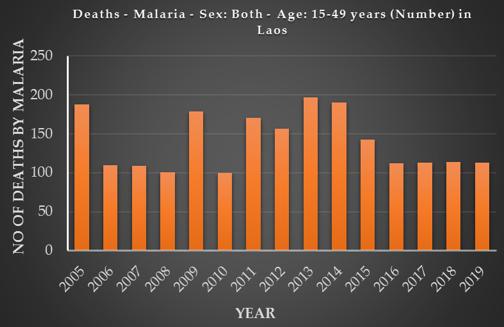 Deaths - Malaria - Sex: Both - Age: 15-49 years (Number) in
Laos
NO OF DEATHS BY MALARIA
250
200
150
100
50
0
2005 2006 2007 2008 2009 2010 2011 2012 2013 2014 2015 2016 2017 2018 2019
YEAR